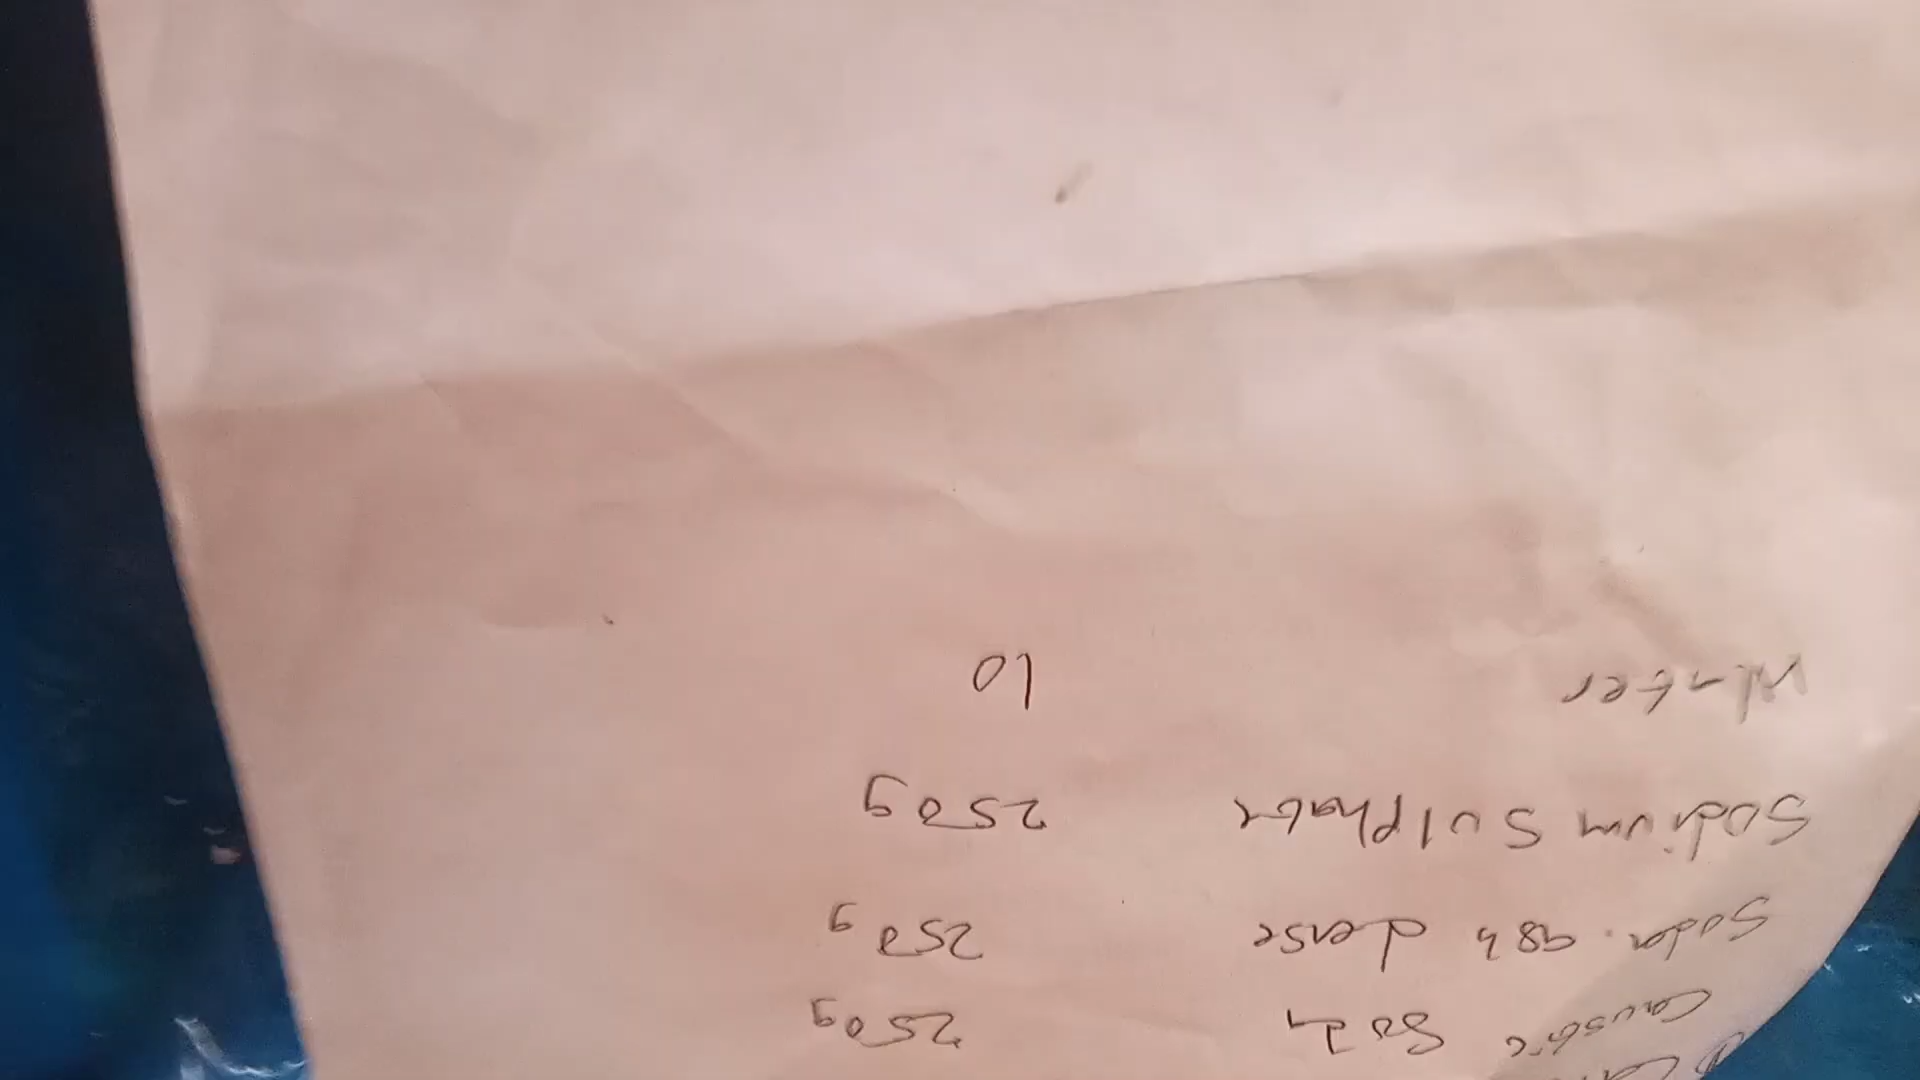 Caustic Soda 250g
Soda ash dense 250g
Sodium Sulphate 250g
Water 10